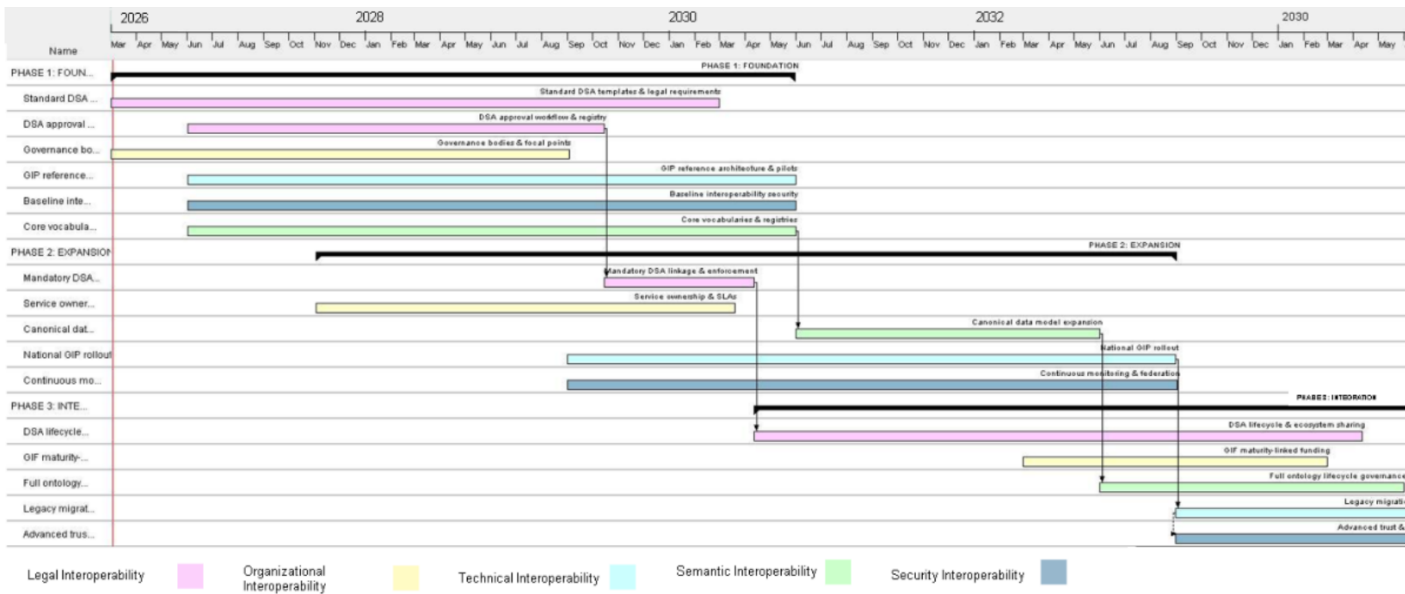 2026 2028 2030 2032 2030
Name Mar Apr May Jun Jul Aug Sep Oct Nov Dec Jan Feb Mar Apr May Jun Jul Aug Sep Oct Nov Dec Jan Feb Mar Apr May Jun Jul Aug Sep Oct Nov Dec Jan Feb Mar Apr May Jun Jul Aug Sep Oct Nov Dec Jan Feb Mar Apr May
PHASE 1: FOUN... PHASE 1: FOUNDATION
Standard DSA ... Standard DSA templates & legal requirements
DSA approval ... DSA approval workflow & registry
Governance bo... Governance bodies & focal points
GIP reference... GIP reference architecture & pilots
Baseline inte... Baseline interoperability security
Core vocabula... Core vocabularies & registries
PHASE 2: EXPANSION PHASE 2: EXPANSION
Mandatory DSA... Mandatory DSA linkage & enforcement
Service owner... Service ownership & SLAs
Canonical dat... Canonical data model expansion
National GIP rollout National GIP rollout
Continuous mo... Continuous monitoring & federation
PHASE 3: INTE... INTEGRATION
DSA lifecycle... DSA lifecycle & ecosystem sharing
GIF maturity-... GIF maturity-linked funding
Full ontology... Full ontology lifecycle governance
Legacy migrat... Legacy migrati
Advanced trus... Advanced trust &
Legal Interoperability Organizational Interoperability Technical Interoperability Semantic Interoperability Security Interoperability